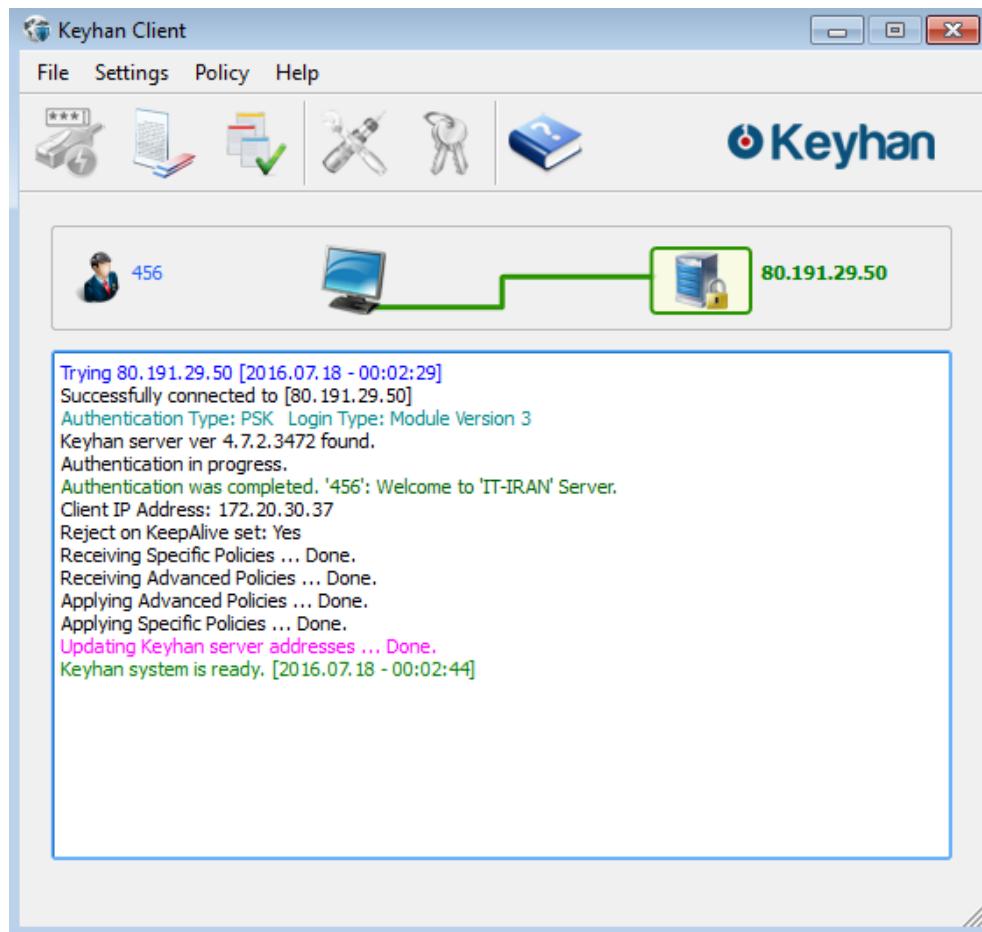 Keyhan Client
File Settings Policy Help
***
Keyhan
456
80.191.29.50
Trying 80.191.29.50 [2016.07.18 - 00:02:29]
Successfully connected to [80.191.29.50]
Authentication Type: PSK Login Type: Module Version 3
Keyhan server ver 4.7.2.3472 found.
Authentication in progress.
Authentication was completed. '456': Welcome to 'IT-IRAN' Server.
Client IP Address: 172.20.30.37
Reject on KeepAlive set: Yes
Receiving Specific Policies ... Done.
Receiving Advanced Policies ... Done.
Applying Advanced Policies ... Done.
Applying Specific Policies ... Done.
Updating Keyhan server addresses ... Done.
Keyhan system is ready. [2016.07.18 - 00:02:44]